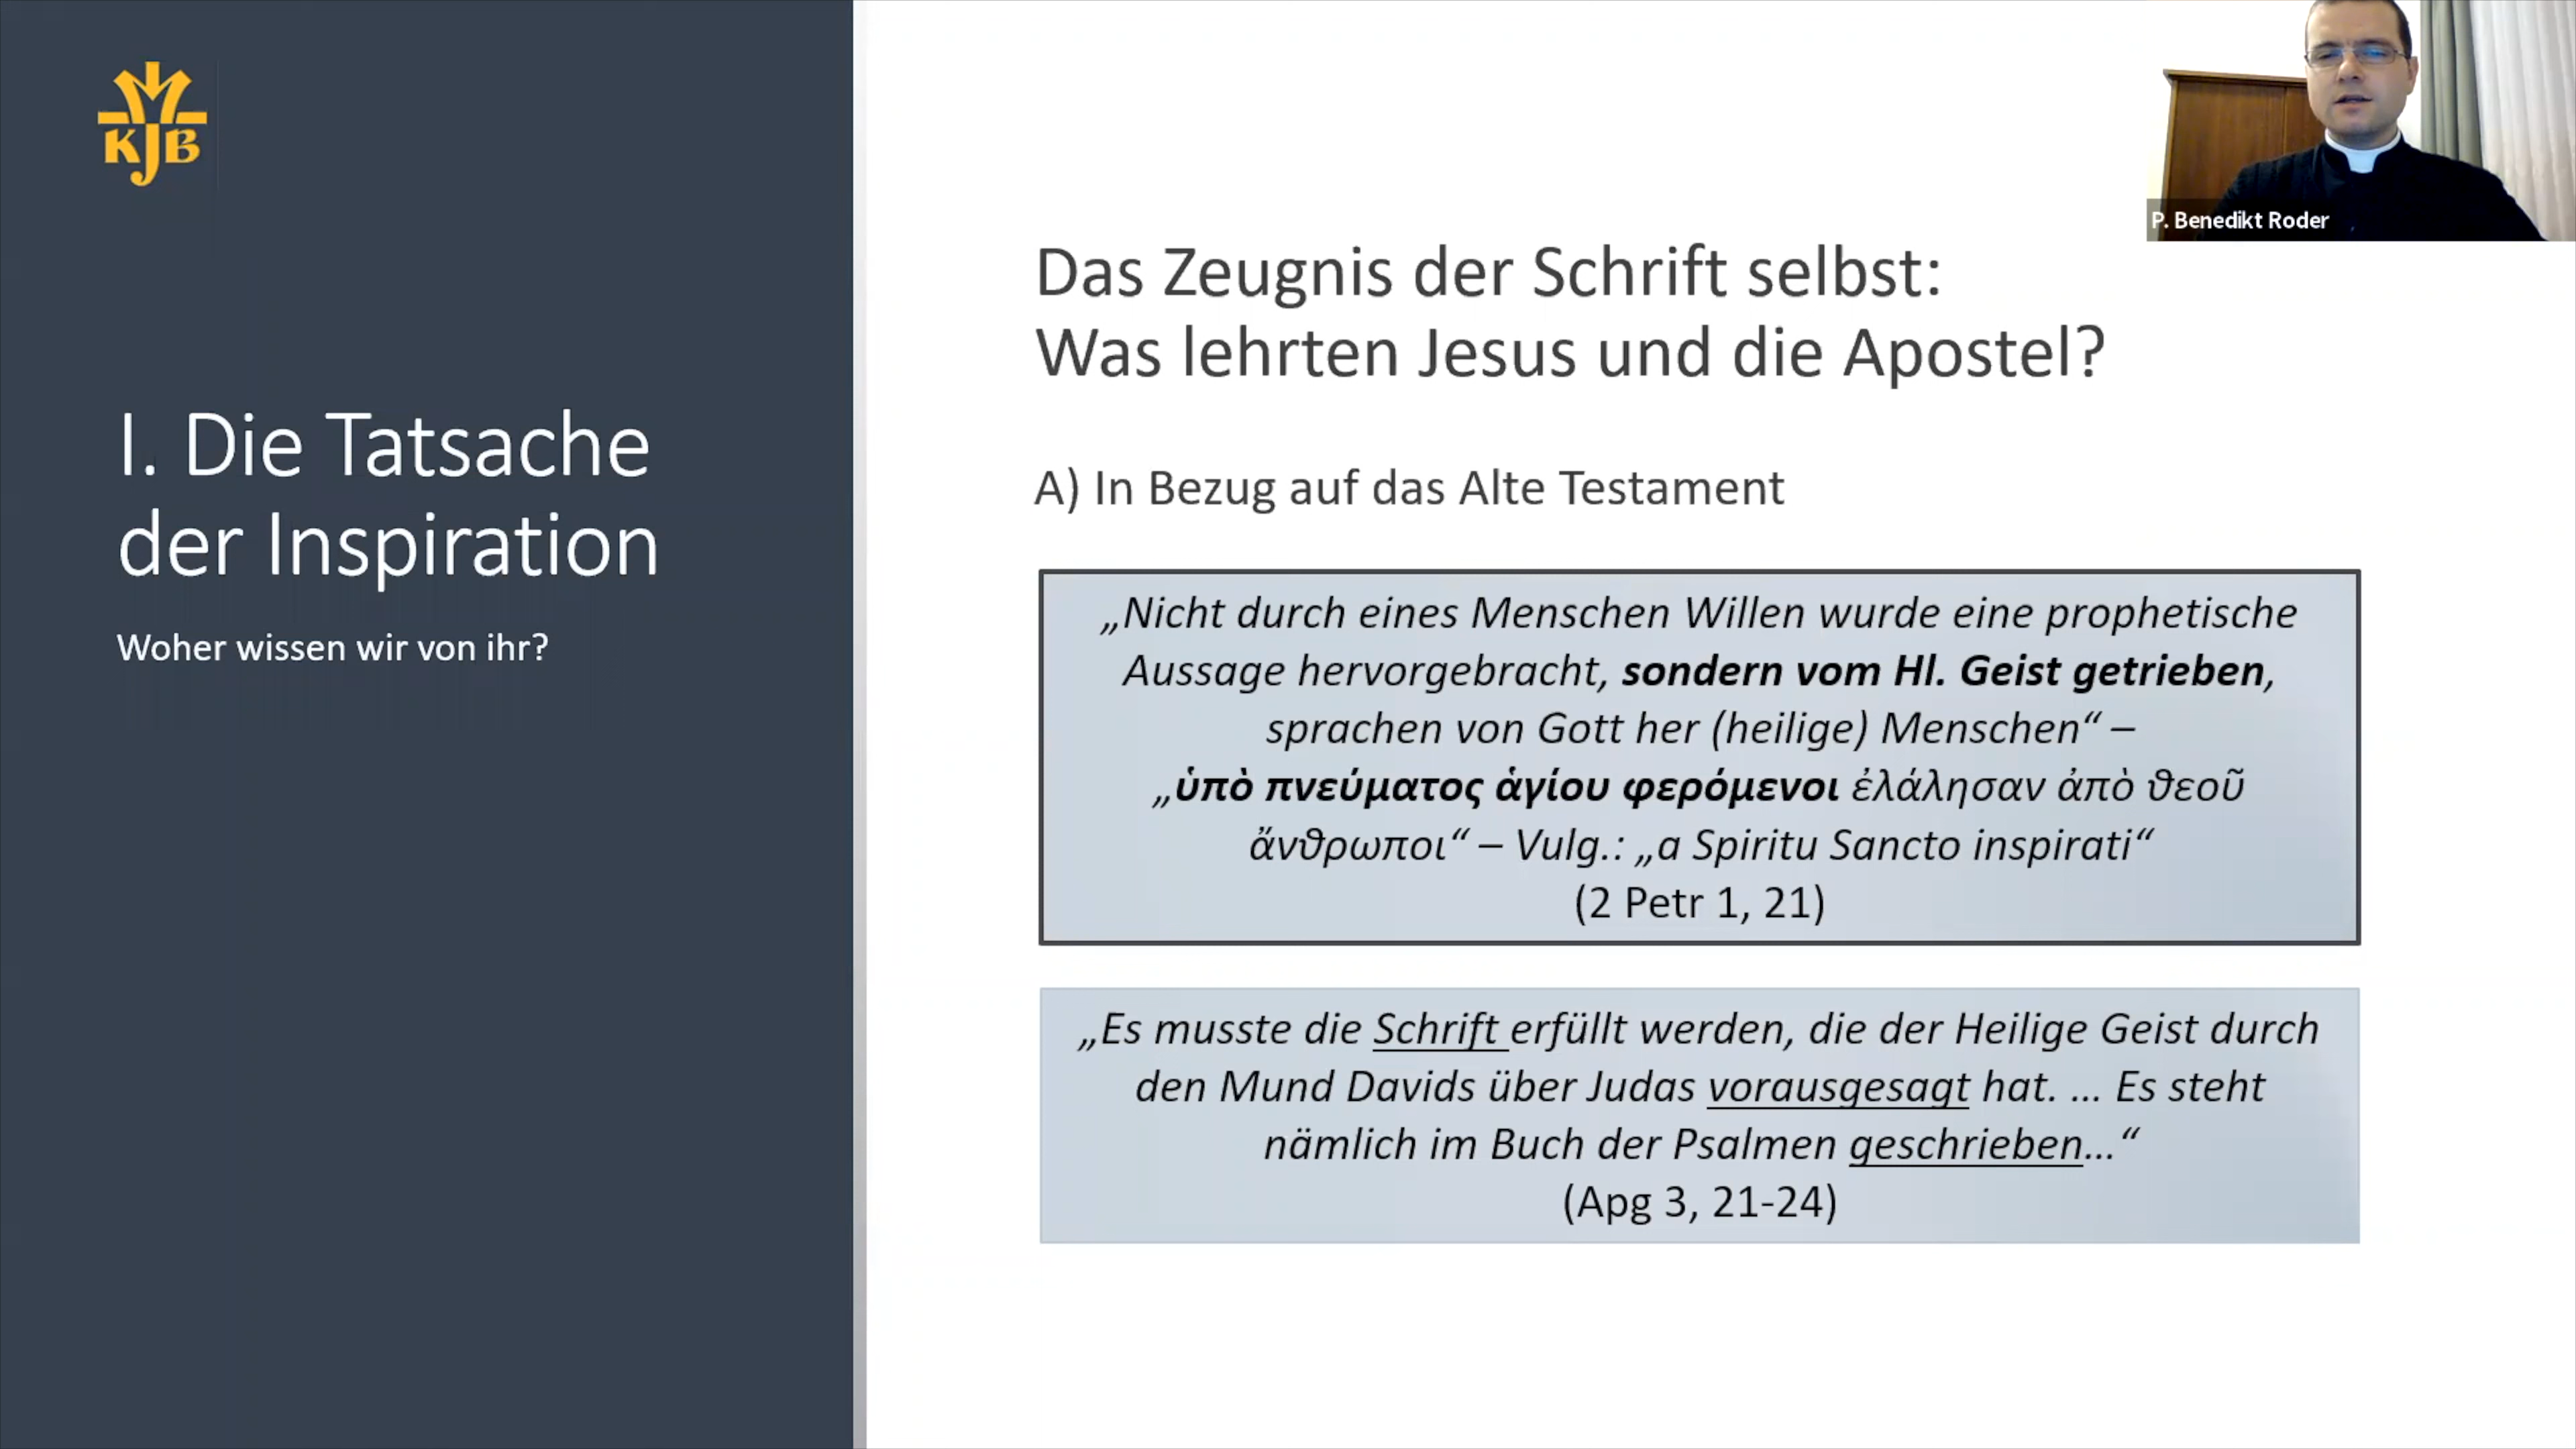 KJB
I. Die Tatsache
der Inspiration
Woher wissen wir von ihr?
P. Benedikt Roder
Das Zeugnis der Schrift selbst:
Was lehrten Jesus und die Apostel?
A) In Bezug auf das Alte Testament
„Nicht durch eines Menschen Willen wurde eine prophetische
Aussage hervorgebracht, sondern vom Hl. Geist getrieben,
sprachen von Gott her (heilige) Menschen“ –
„ὑπὸ πνεύματος ἁγίου φερόμενοι ἐλάλησαν ἀπὸ ϑεοῦ
ἄνϑρωποι“ – Vulg.: „a Spiritu Sancto inspirati“
(2 Petr 1, 21)
„Es musste die Schrift erfüllt werden, die der Heilige Geist durch
den Mund Davids über Judas vorausgesagt hat. … Es steht
nämlich im Buch der Psalmen geschrieben…“
(Apg 3, 21-24)